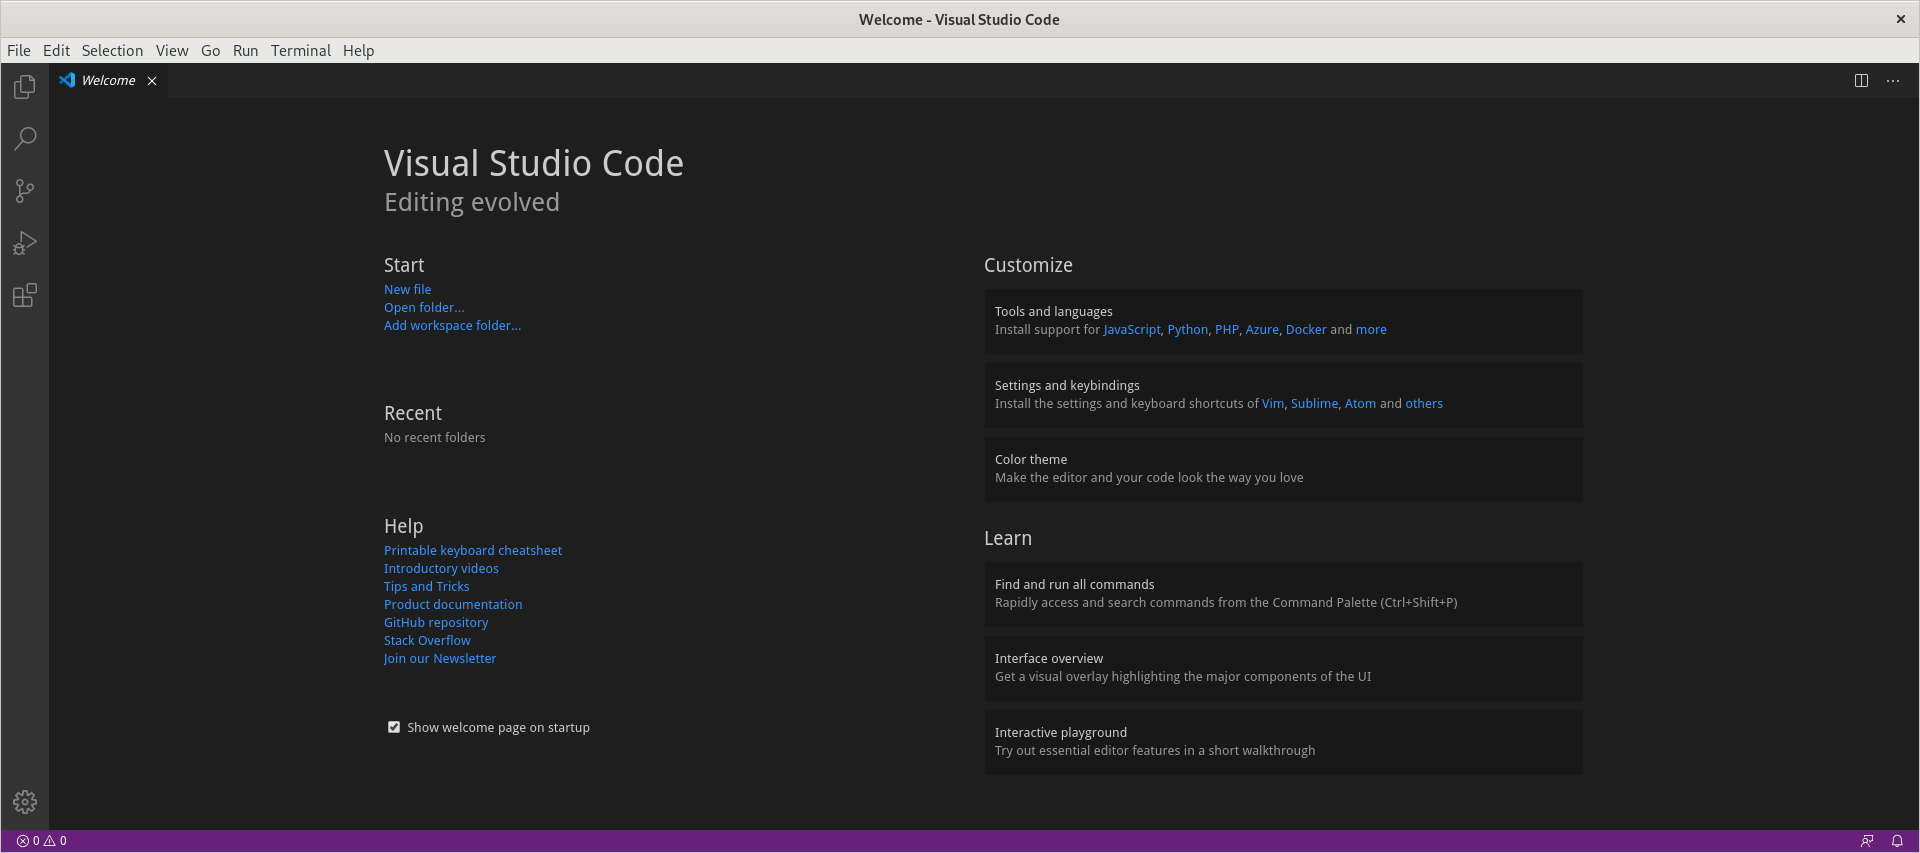 Welcome - Visual Studio Code
File Edit Selection View Go Run Terminal Help
Welcome
Visual Studio Code
Editing evolved
Start
New file
Open folder...
Add workspace folder...
Recent
No recent folders
Help
Printable keyboard cheatsheet
Introductory videos
Tips and Tricks
Product documentation
GitHub repository
Stack Overflow
Join our Newsletter
Show welcome page on startup
Customize
Tools and languages
Install support for JavaScript, Python, PHP, Azure, Docker and more
Settings and keybindings
Install the settings and keyboard shortcuts of Vim, Sublime, Atom and others
Color theme
Make the editor and your code look the way you love
Learn
Find and run all commands
Rapidly access and search commands from the Command Palette (Ctrl+Shift+P)
Interface overview
Get a visual overlay highlighting the major components of the UI
Interactive playground
Try out essential editor features in a short walkthrough
0 0